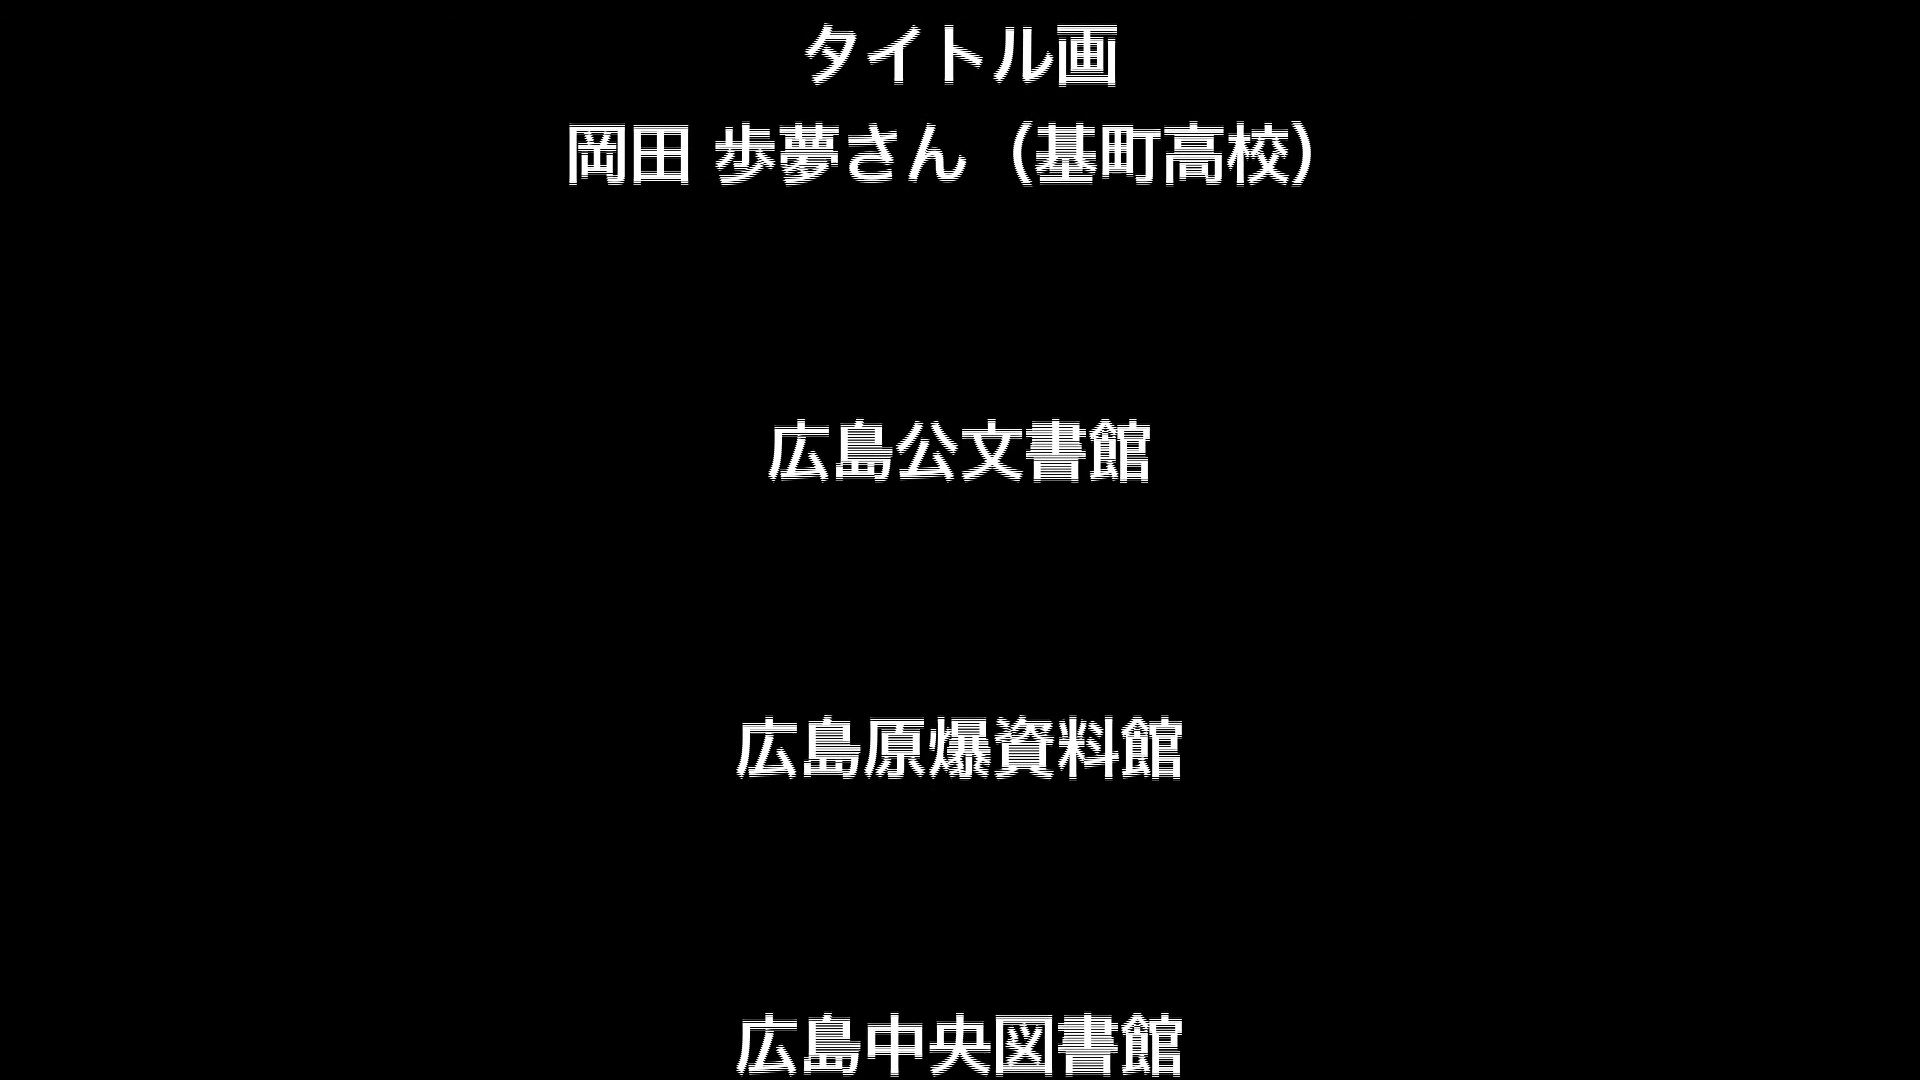 タイトル画
岡田 歩夢さん（基町高校）
広島公文書館
広島原爆資料館
広島中央図書館